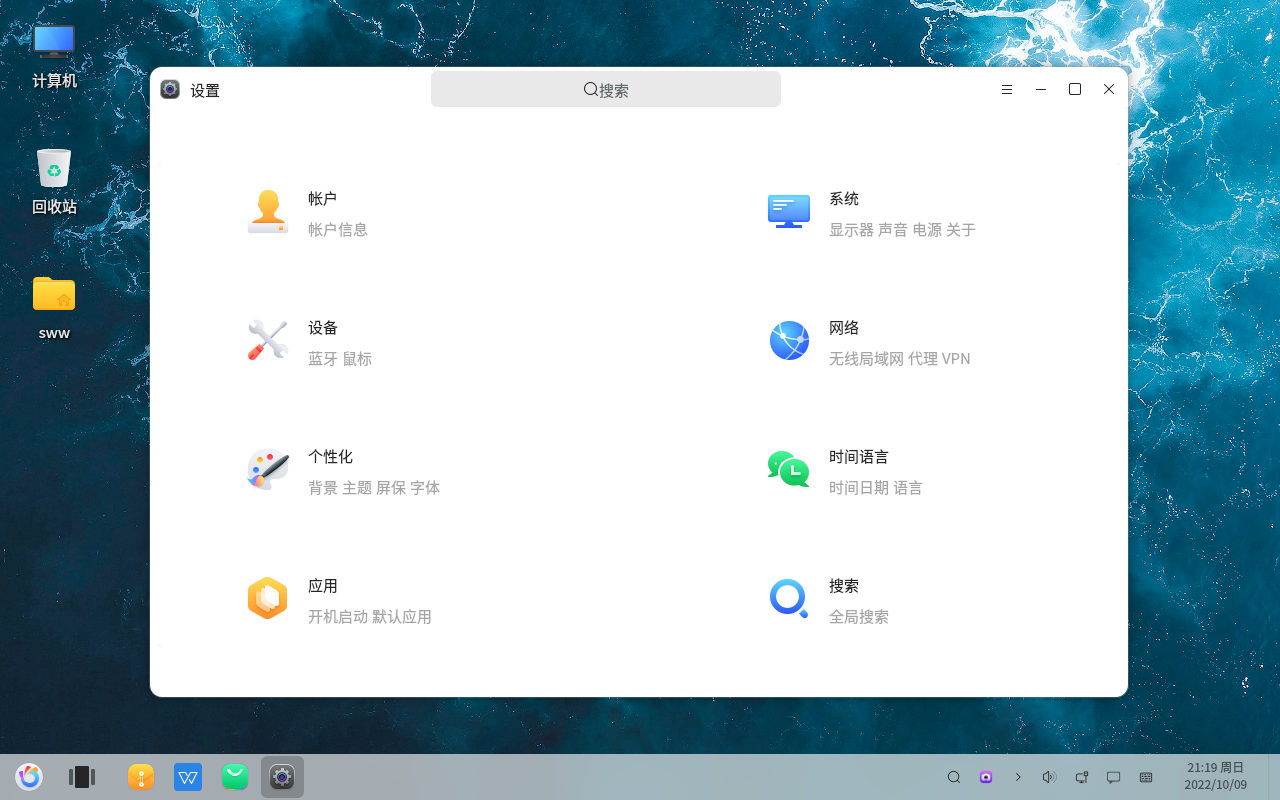 计算机
回收站
sww
设置
搜索
帐户
帐户信息
系统
显示器 声音 电源 关于
设备
蓝牙 鼠标
网络
无线局域网 代理 VPN
个性化
背景 主题 屏保 字体
时间语言
时间日期 语言
应用
开机启动 默认应用
搜索
全局搜索
21:19 周日
2022/10/09